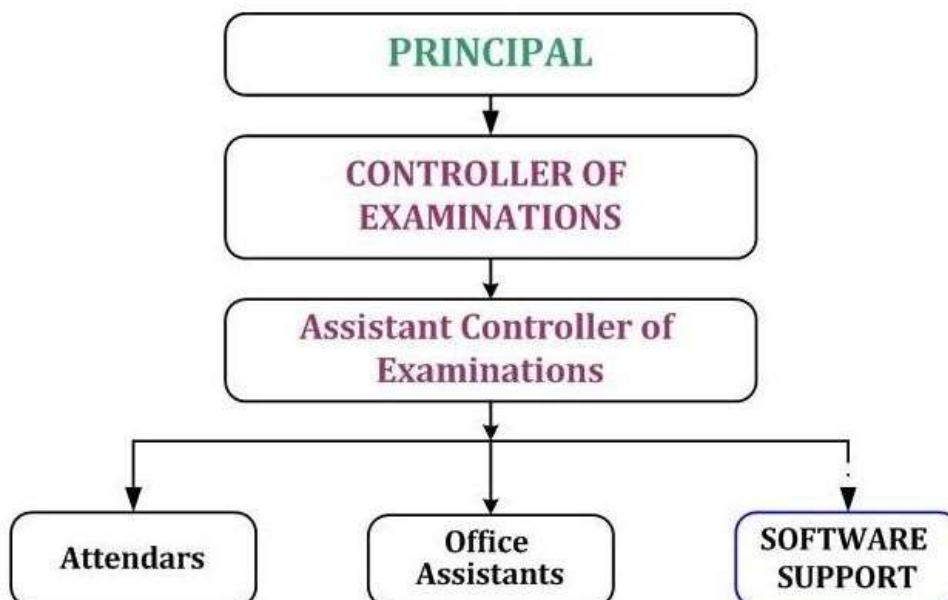 PRINCIPAL
CONTROLLER OF
EXAMINATIONS
Assistant Controller of
Examinations
Attendars
Office
Assistants
SOFTWARE
SUPPORT